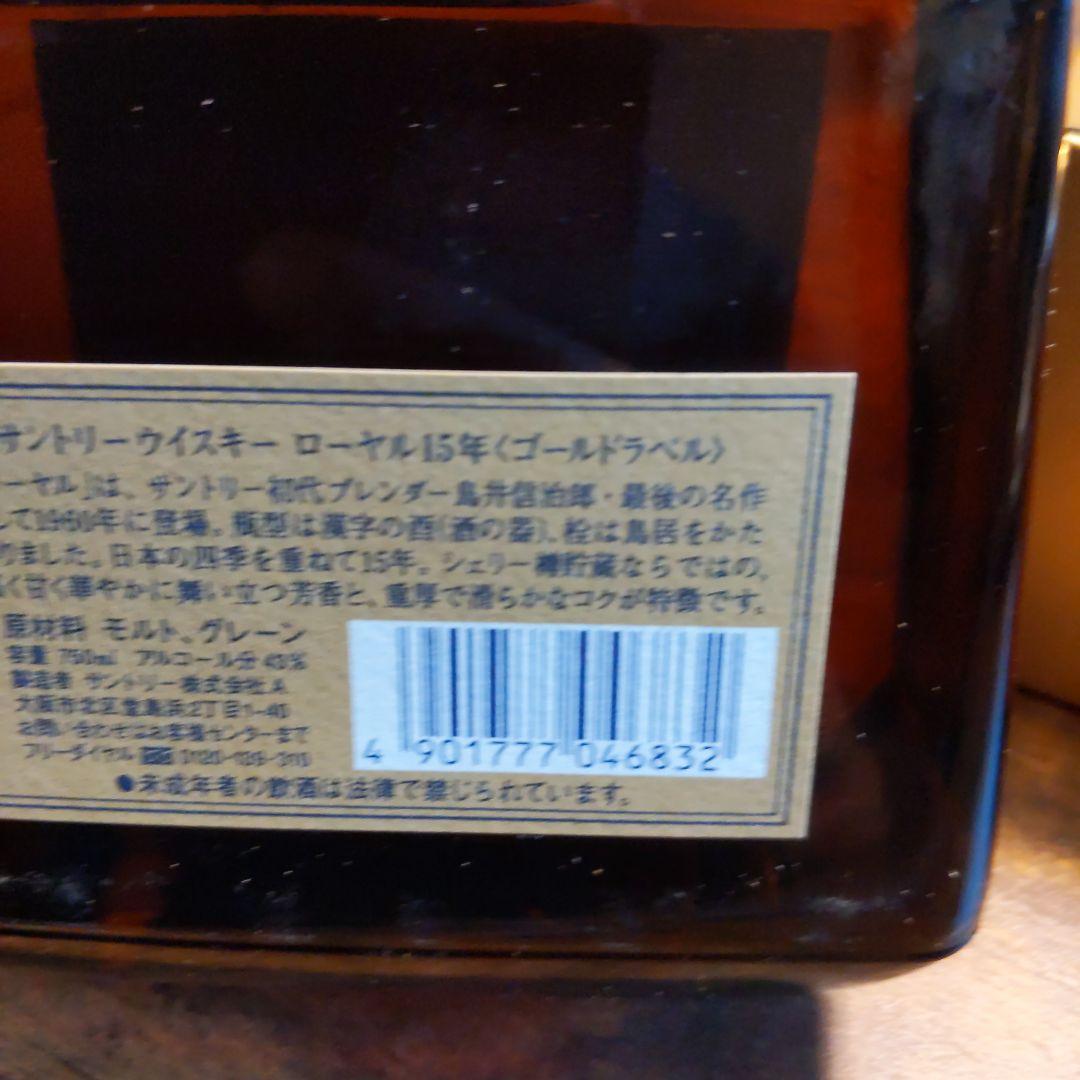 サントリーウイスキー ローヤル15年〈ゴールドラベル〉
ーヤル」は、サントリー初代ブレンダー鳥井信治郎・最後の名作
して1960年に登場。瓶型は漢字の酉(酒の器)、栓は鳥居をかた
りました。日本の四季を重ねて15年。シェリー樽貯蔵ならではの、
く甘く華やかに舞い立つ芳香と、重厚で滑らかなコクが特徴です。
原材料 モルト、グレーン
容量 750ml アルコール分 43%
製造者 サントリー株式会社A
大阪市北区堂島浜2丁目1-40
お問い合わせはお客様センターまで
フリーダイヤル 0120-139-310
4 901777 046832
●未成年者の飲酒は法律で禁じられています。